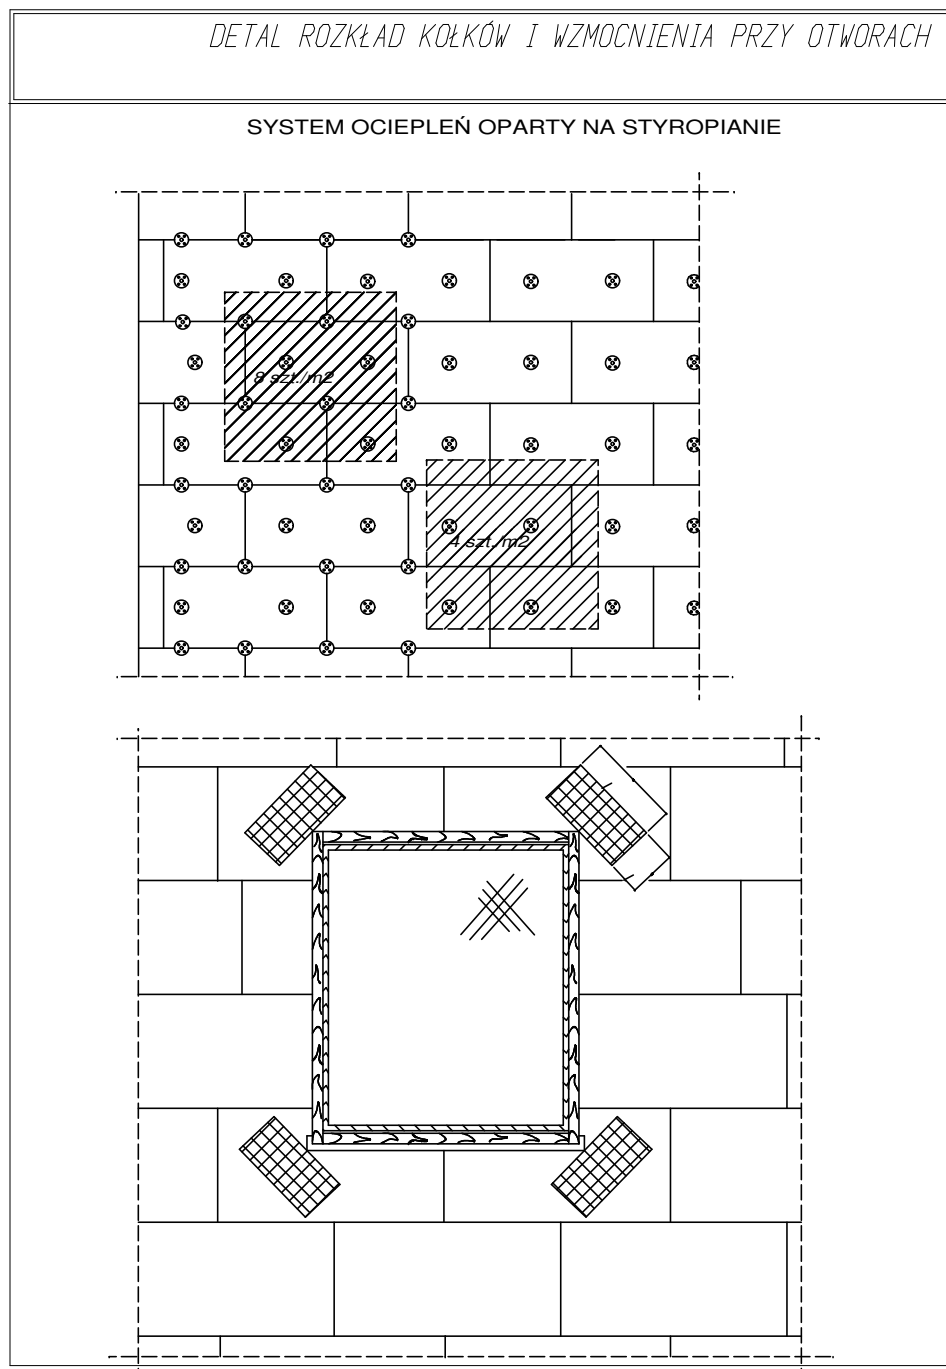 DETAL ROZKŁAD KOŁKÓW I WZMOCNIENIA PRZY OTWORACH
SYSTEM OCIEPLEŃ OPARTY NA STYROPIANIE
8 szt./m2
4 szt./m2